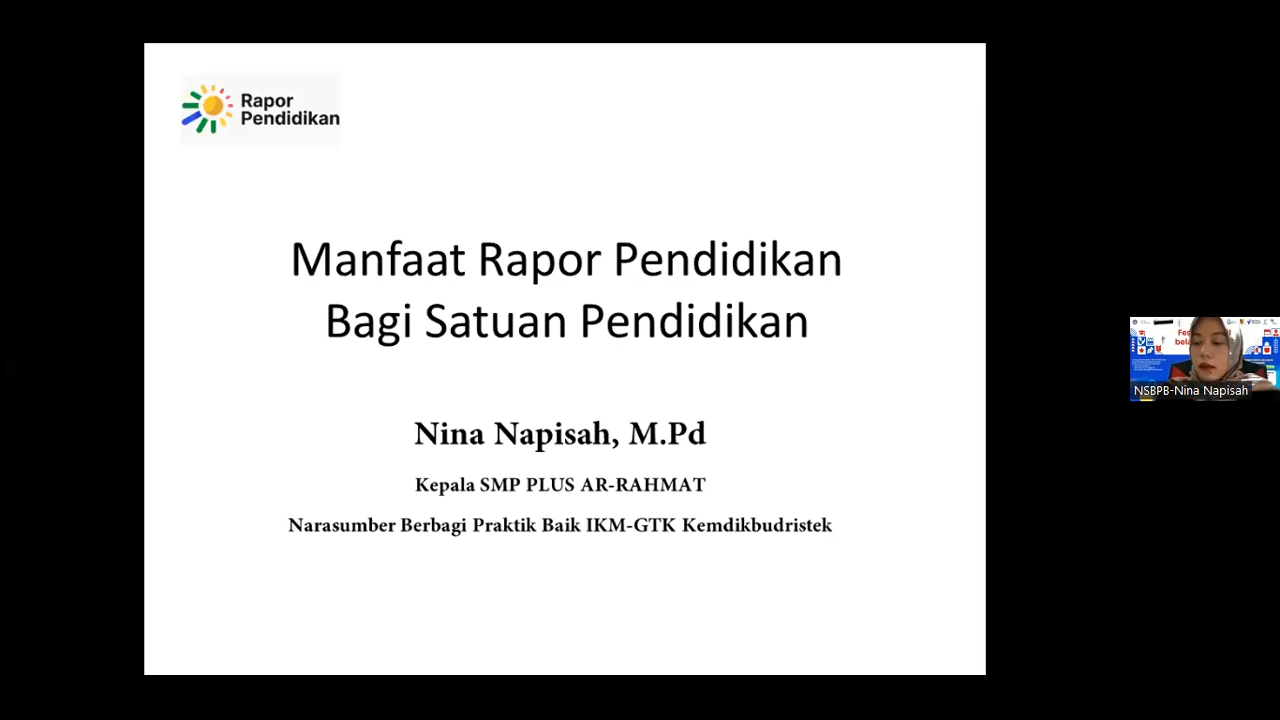 Rapor
Pendidikan
Manfaat Rapor Pendidikan
Bagi Satuan Pendidikan
Nina Napisah, M.Pd
Kepala SMP PLUS AR-RAHMAT
Narasumber Berbagi Praktik Baik IKM-GTK Kemdikbudristek
NSBPB-Nina Napisah